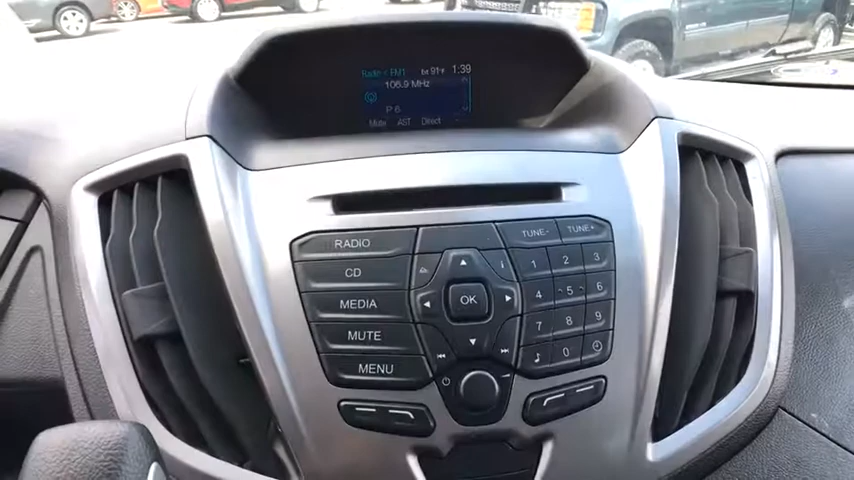 Radio < FM1 91°F 1:39
106.9 MHz
P 6
Mute AST Direct
RADIO TUNE- TUNE+
CD 1 2 3
MEDIA OK 4 5 6
MUTE 7 8 9
MENU 0